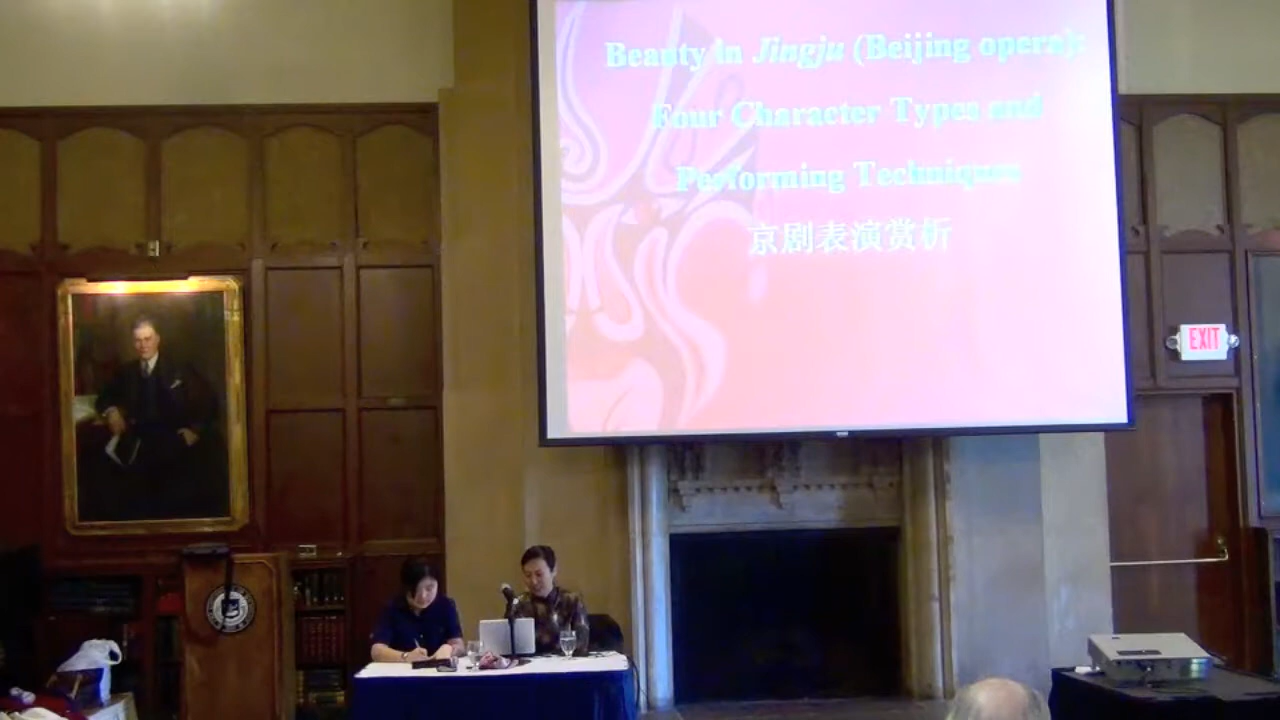 Beauty in Jingju (Beijing opera):
Four Character Types and
Performing Techniques
京剧表演赏析
EXIT